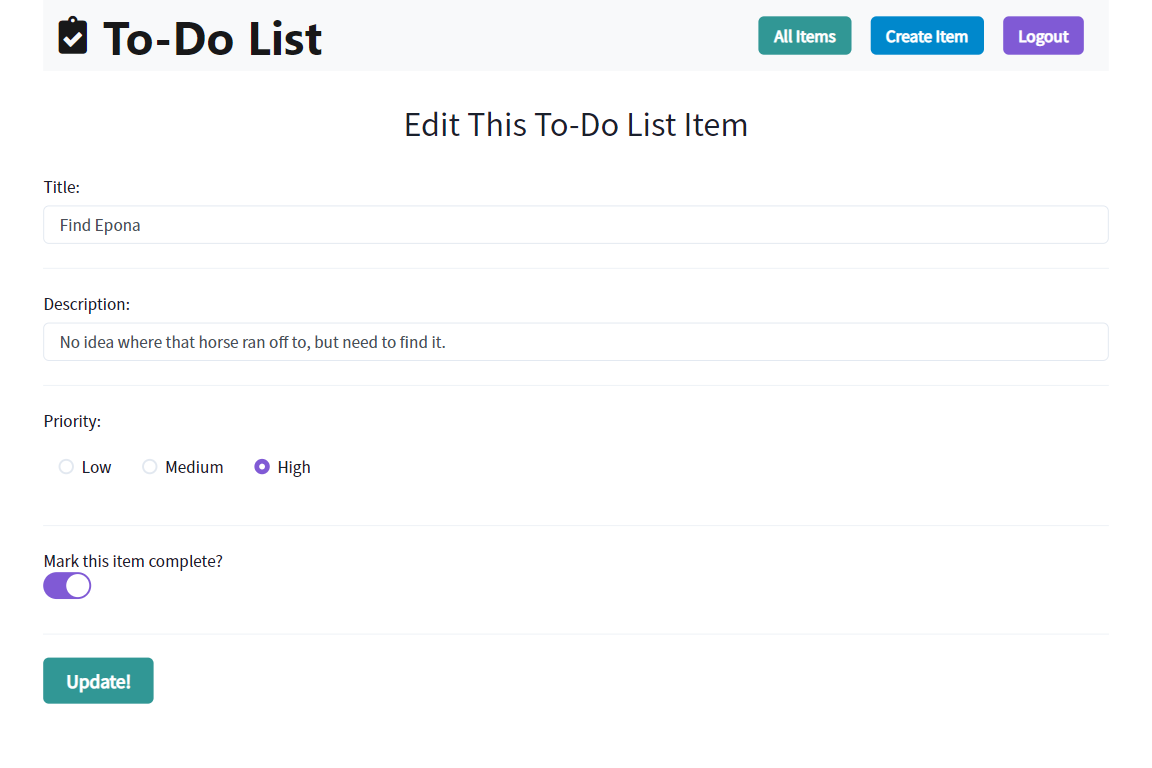 To-Do List
All Items Create Item Logout
Edit This To-Do List Item
Title:
Find Epona
Description:
No idea where that horse ran off to, but need to find it.
Priority:
Low Medium High
Mark this item complete?
Update!